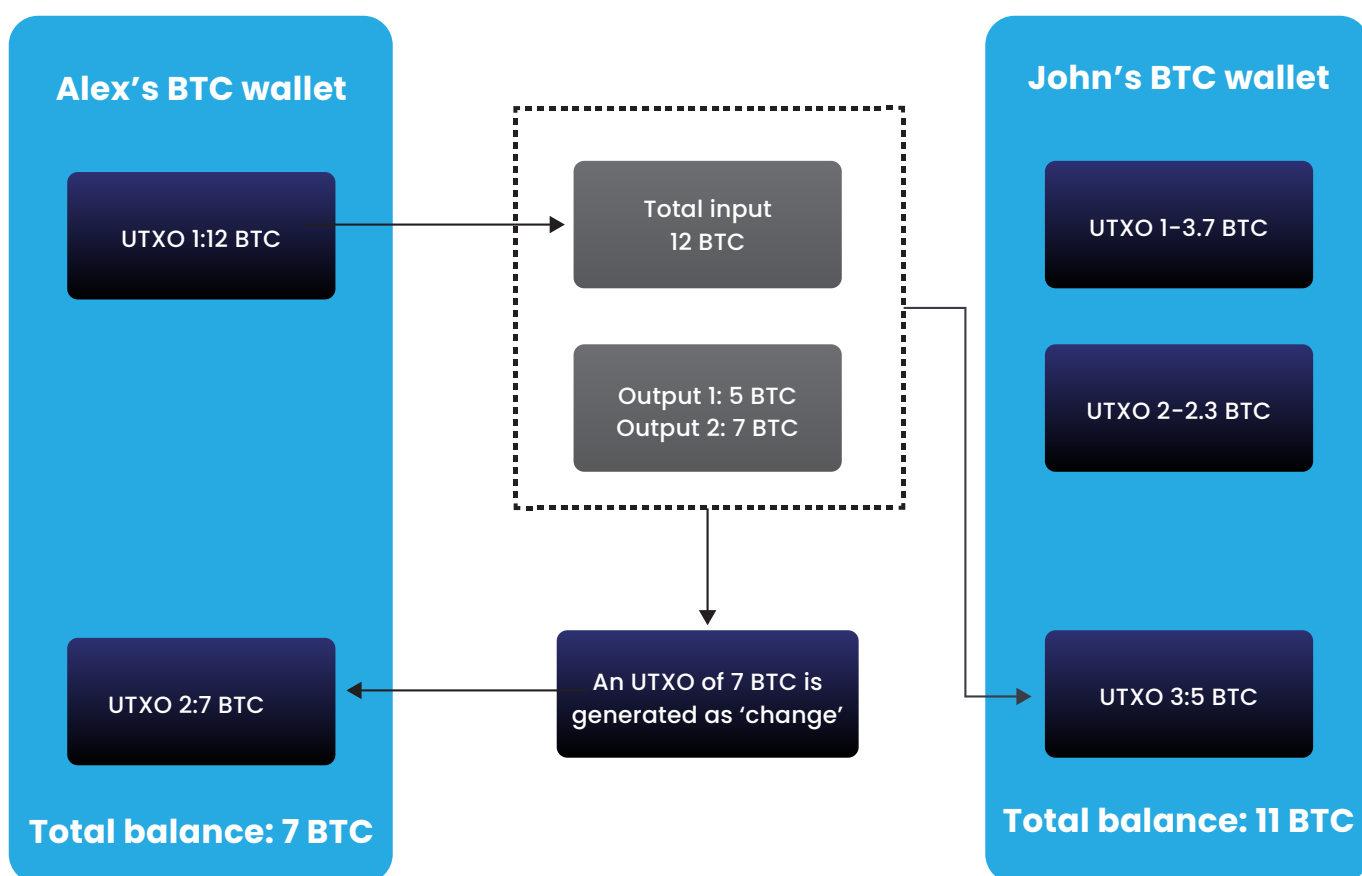 Alex’s BTC wallet
UTXO 1:12 BTC
UTXO 2:7 BTC
Total balance: 7 BTC
Total input
12 BTC
Output 1: 5 BTC
Output 2: 7 BTC
An UTXO of 7 BTC is
generated as ‘change’
John’s BTC wallet
UTXO 1-3.7 BTC
UTXO 2-2.3 BTC
UTXO 3:5 BTC
Total balance: 11 BTC